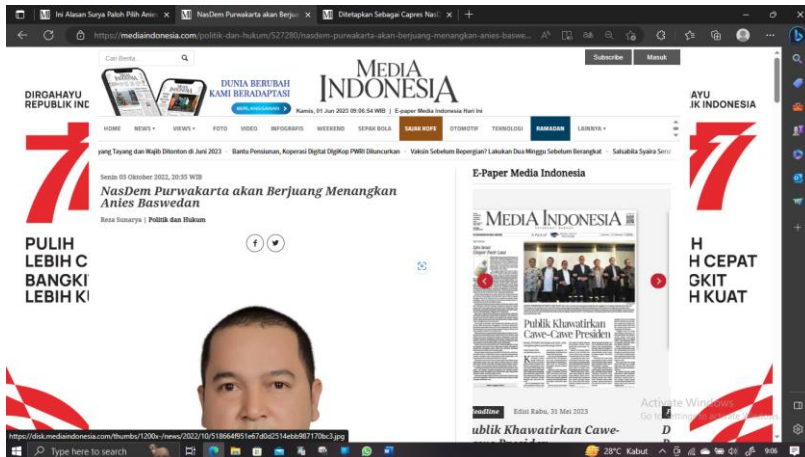 Ini Alasan Surya Paloh Pilih Anies
NasDem Purwakarta akan Berju
Ditetapkan Sebagai Capres Nas
https://mediaindonesia.com/politik-dan-hukum/527280/nasdem-purwakarta-akan-berjuang-menangkan-anies-baswe...
Cari Berita..
Subscribe
Masuk
DUNIA BERUBAH
KAMI BERADAPTASI
BERLANGGANAN
MEDIA
INDONESIA
Kamis, 01 Jun 2023 09:06:54 WIB | E-paper Media Indonesia Hari Ini
DIRGAHAYU
REPUBLIK IND
AYU
IK INDONESIA
HOME
NEWS
VIEWS
FOTO
VIDEO
INFOGRAFIS
WEEKEND
SEPAK BOLA
SAJAK KOFE
OTOMOTIF
TEKNOLOGI
RAMADAN
LAINNYA
yang Tayang dan Wajib Ditonton di Juni 2023
Bantu Pensiunan, Koperasi Digital DigiKop PWRI Diluncurkan
Vaksin Sebelum Bepergian? Lakukan Dua Minggu Sebelum Berangkat
Salsabila Syaira
Senin 03 Oktober 2022, 20:35 WIB
NasDem Purwakarta akan Berjuang Menangkan
Anies Baswedan
Reza Sunarya | Politik dan Hukum
E-Paper Media Indonesia
MEDIA INDONESIA
Publik Khawatirkan
Cawe-Cawe Presiden
PULIH
LEBIH C
BANGKI
LEBIH KU
H
H CEPAT
GKIT
H KUAT
Headline
Edisi Rabu, 31 Mei 2023
ublik Khawatirkan Cawe-
Activate Windows
https://disk.mediaindonesia.com/thumbs/1200x-/news/2022/10/518664f951e67d0d2514ebb987170bc3.jpg
Type here to search
28°C Kabut
9:06